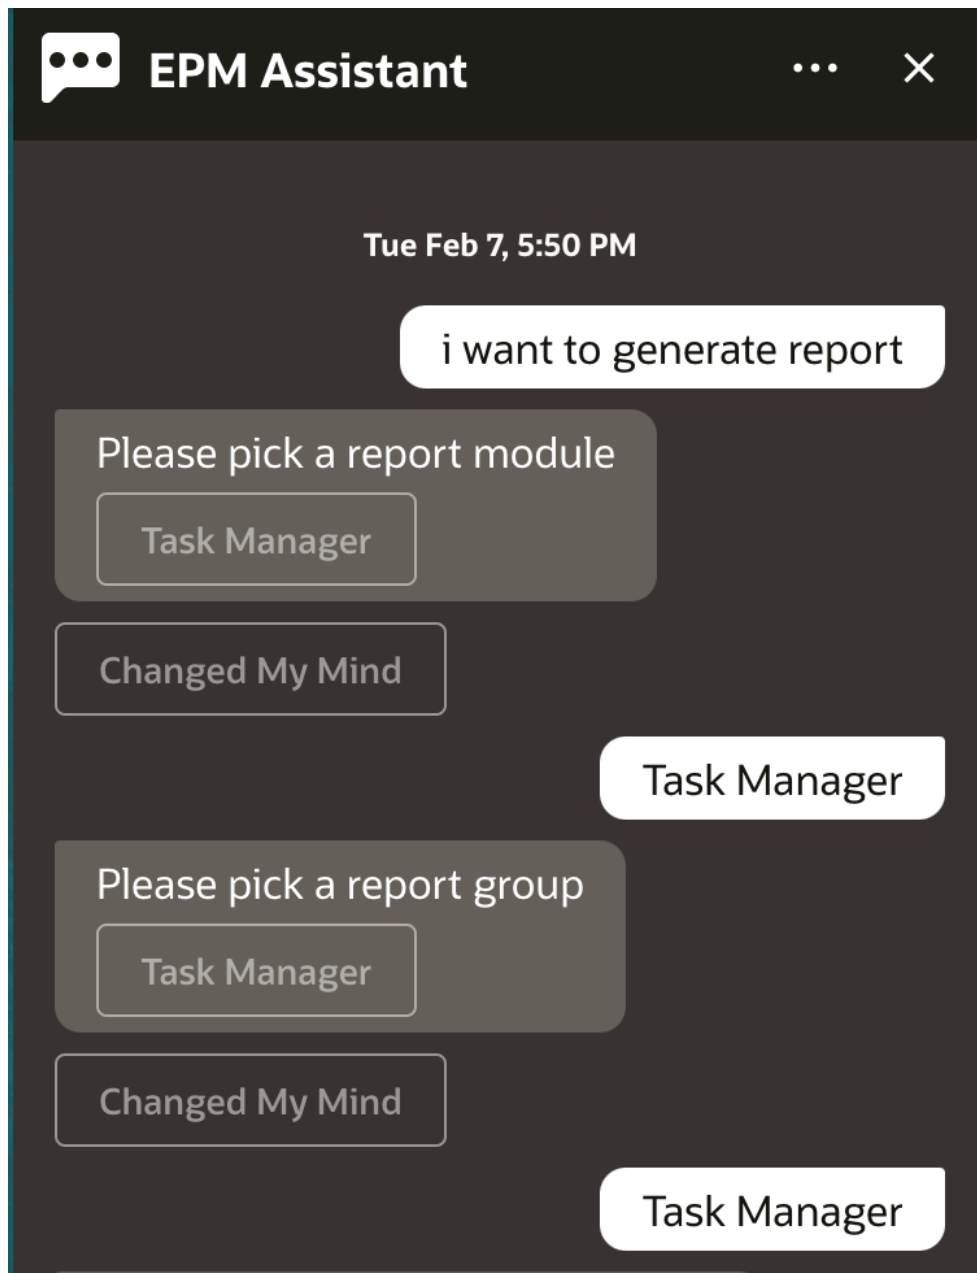 EPM Assistant
Tue Feb 7, 5:50 PM
i want to generate report
Please pick a report module
Task Manager
Changed My Mind
Task Manager
Please pick a report group
Task Manager
Changed My Mind
Task Manager